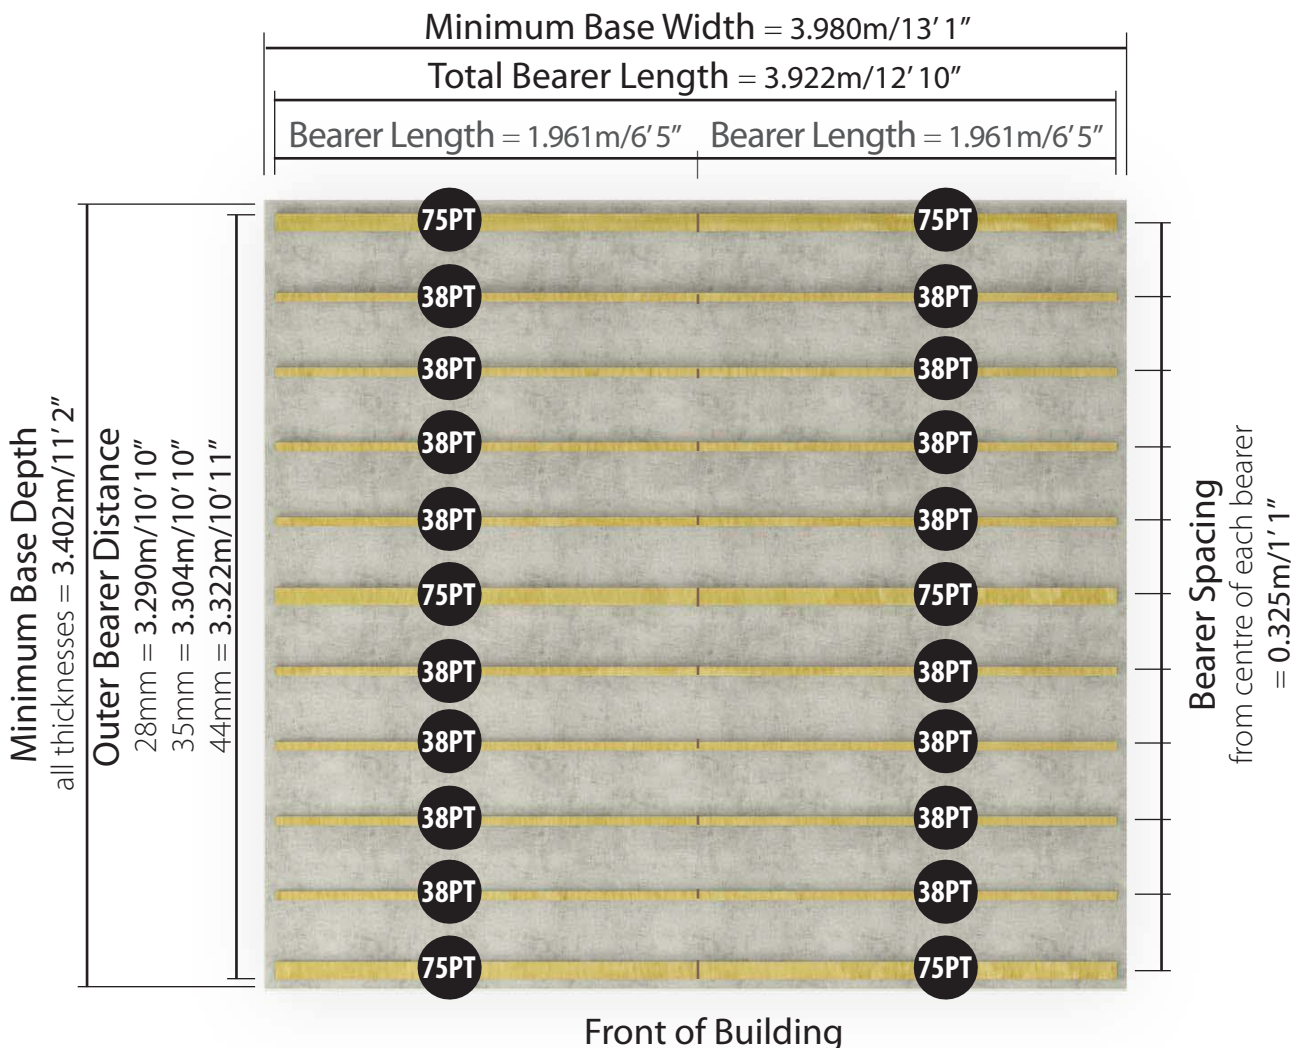 Minimum Base Width = 3.980m/13’ 1”
Total Bearer Length = 3.922m/12’ 10”
Bearer Length = 1.961m/6’ 5” Bearer Length = 1.961m/6’ 5”
Minimum Base Depth
all thicknesses = 3.402m/11’ 2”
Outer Bearer Distance
28mm = 3.290m/10’ 10”
35mm = 3.304m/10’ 10”
44mm = 3.322m/10’ 11”
75PT 75PT
38PT 38PT
38PT 38PT
38PT 38PT
38PT 38PT
75PT 75PT
38PT 38PT
38PT 38PT
38PT 38PT
38PT 38PT
75PT 75PT
Bearer Spacing
from centre of each bearer
= 0.325m/1’ 1”
Front of Building